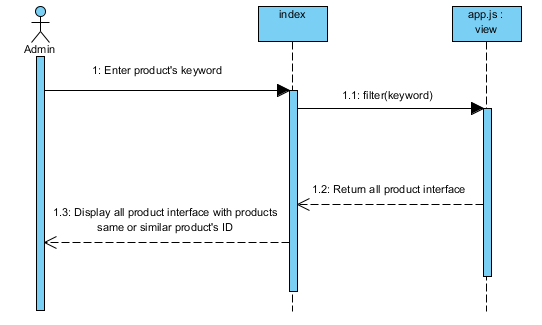 index
app.js :
view
Admin
1: Enter product's keyword
1.1: filter(keyword)
1.2: Return all product interface
1.3: Display all product interface with products
same or similar product's ID